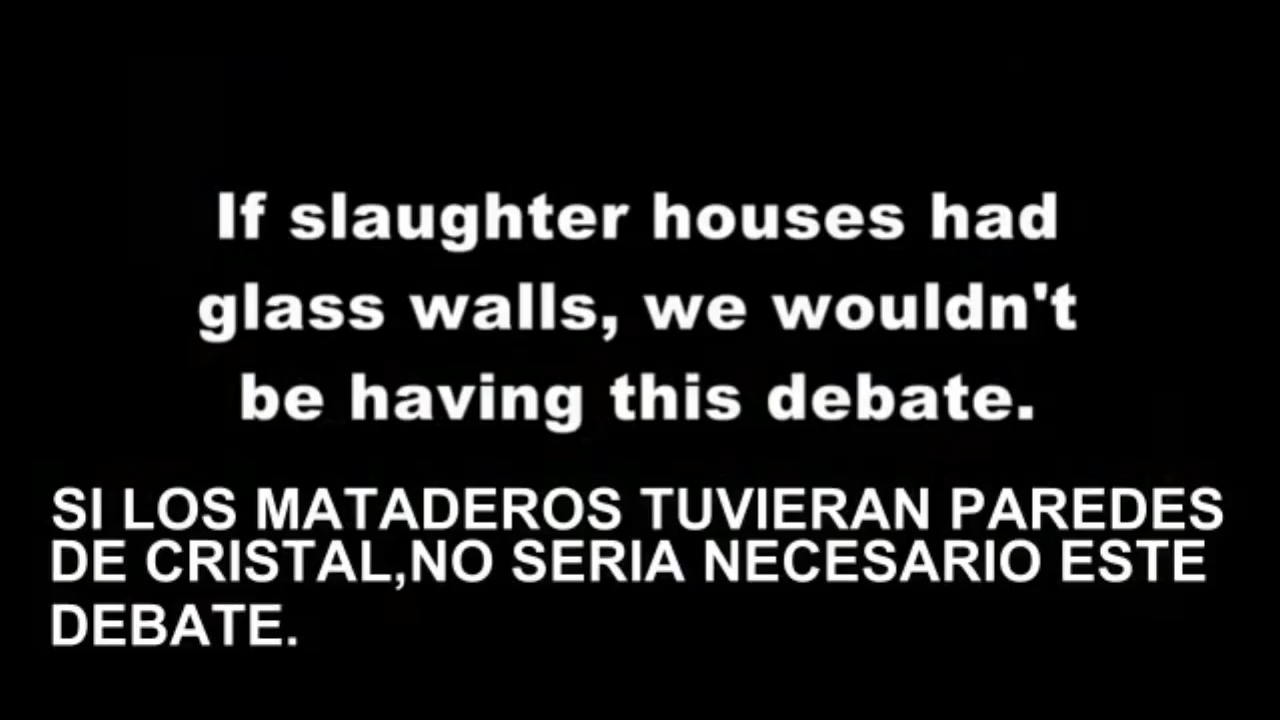 If slaughter houses had
glass walls, we wouldn't
be having this debate.
SI LOS MATADEROS TUVIERAN PAREDES
DE CRISTAL,NO SERIA NECESARIO ESTE
DEBATE.